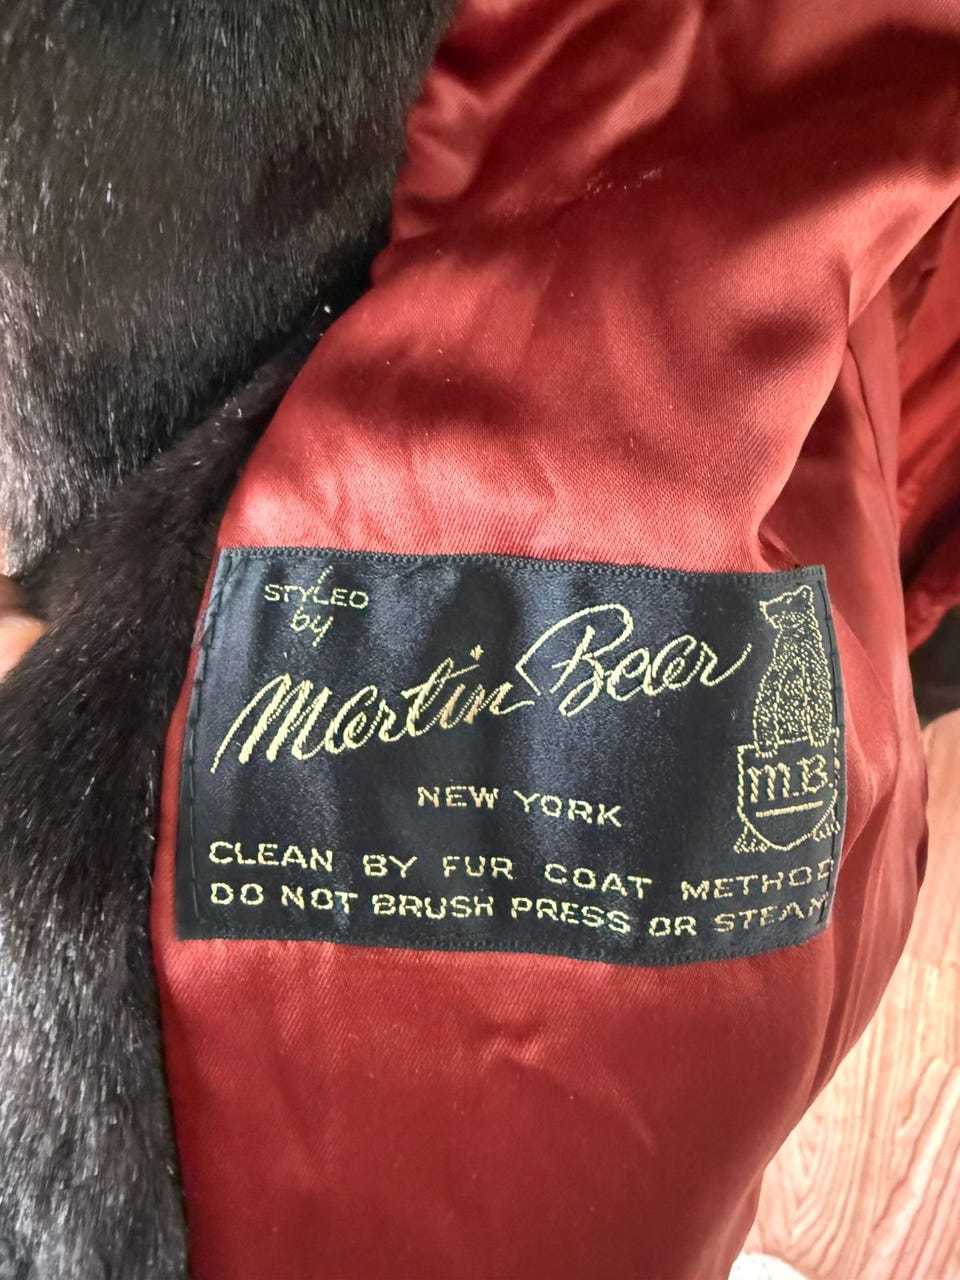 STYLED
by
Martin Beer
NEW YORK
M.B
CLEAN BY FUR COAT METHOD
DO NOT BRUSH PRESS OR STEAM